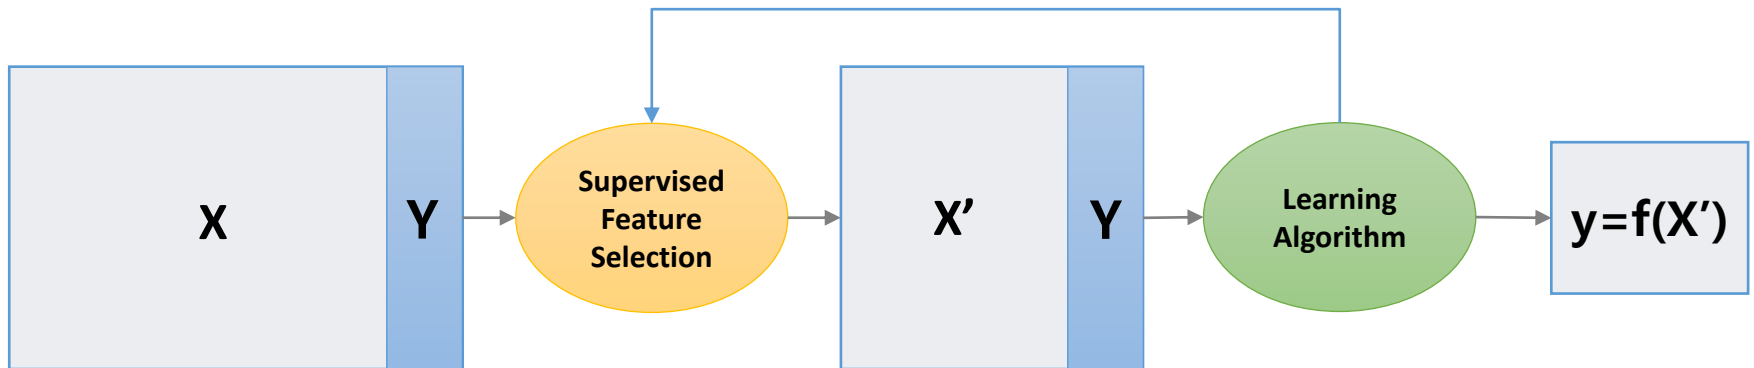 X
Y
Supervised
Feature
Selection
X’
Y
Learning
Algorithm
y=f(X’)